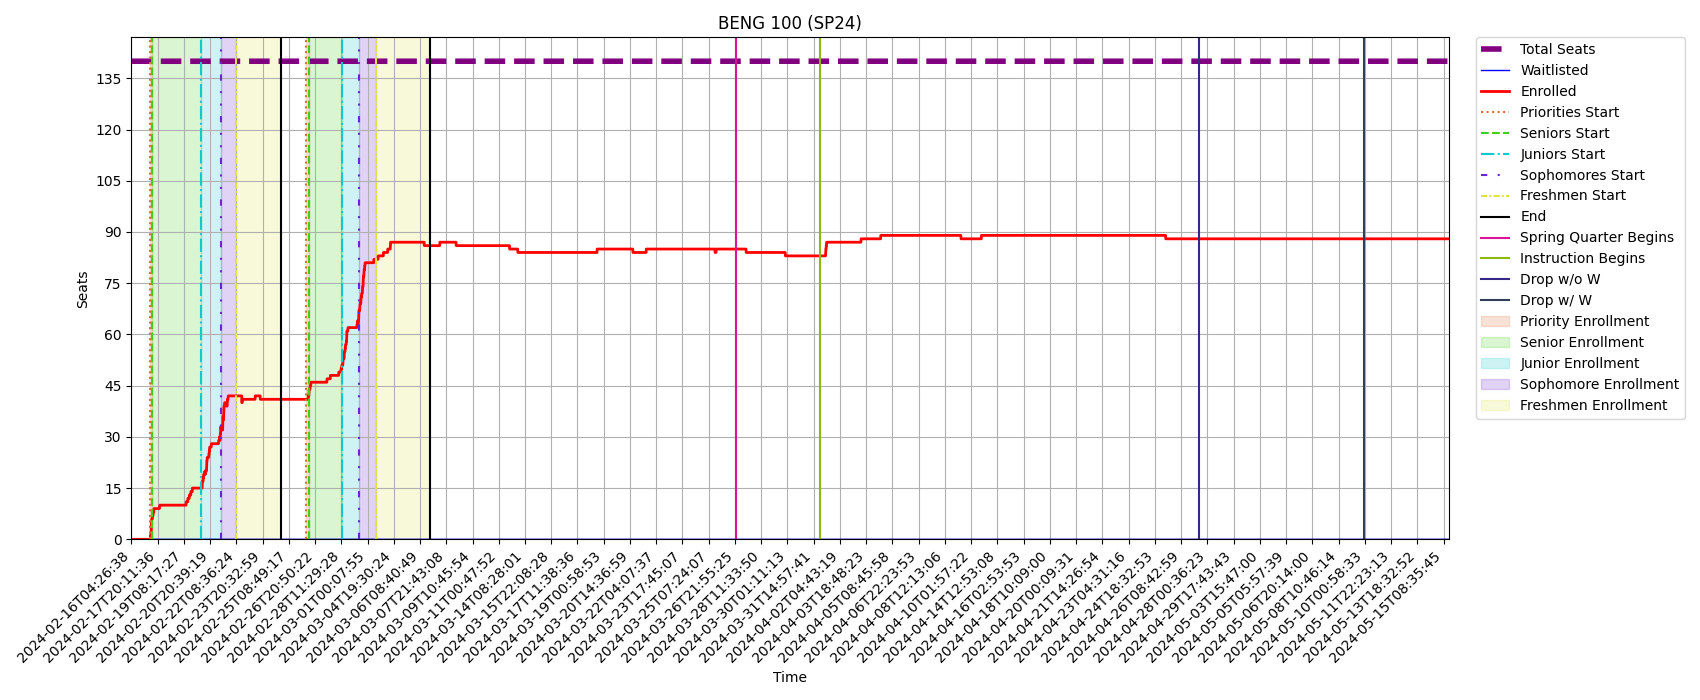 BENG 100 (SP24)
Seats
135
120
105
90
75
60
45
30
15
0
2024-02-16T04:26:38
2024-02-17T20:11:36
2024-02-19T08:17:27
2024-02-20T20:39:19
2024-02-22T08:36:24
2024-02-23T20:32:59
2024-02-25T08:49:17
2024-02-26T20:50:22
2024-02-28T11:29:28
2024-03-01T00:07:55
2024-03-04T19:30:24
2024-03-06T08:40:49
2024-03-07T21:43:08
2024-03-09T10:45:54
2024-03-11T00:47:52
2024-03-14T08:28:01
2024-03-15T22:08:28
2024-03-17T11:38:36
2024-03-19T00:58:53
2024-03-20T14:36:59
2024-03-22T04:07:37
2024-03-23T17:45:07
2024-03-25T07:24:07
2024-03-26T21:55:25
2024-03-28T11:33:50
2024-03-30T01:11:13
2024-03-31T14:57:41
2024-04-02T04:43:19
2024-04-03T18:48:23
2024-04-05T08:45:58
2024-04-06T22:23:53
2024-04-08T12:13:06
2024-04-10T01:57:22
2024-04-14T12:53:08
2024-04-16T02:53:53
2024-04-18T10:09:00
2024-04-20T00:09:31
2024-04-21T14:26:54
2024-04-23T04:31:16
2024-04-24T18:32:53
2024-04-26T08:42:59
2024-04-28T00:36:23
2024-04-29T17:43:43
2024-05-03T15:47:00
2024-05-05T05:57:39
2024-05-06T20:14:00
2024-05-08T10:46:14
2024-05-10T00:58:33
2024-05-11T22:23:13
2024-05-13T18:32:52
2024-05-15T08:35:45
Time
Total Seats
Waitlisted
Enrolled
Priorities Start
Seniors Start
Juniors Start
Sophomores Start
Freshmen Start
End
Spring Quarter Begins
Instruction Begins
Drop w/o W
Drop w/ W
Priority Enrollment
Senior Enrollment
Junior Enrollment
Sophomore Enrollment
Freshmen Enrollment